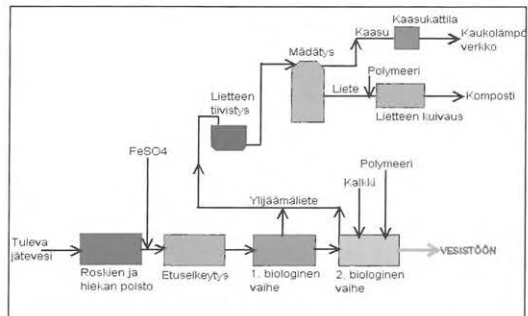 Kaasukattila
Kaasu
Kaukolämpö
verkko
Mädätys
Polymeeri
Liete
Komposti
Lietteen kuivaus
Lietteen
tiivistys
FeSO4
Polymeeri
Kalkki
Ylijäämäliete
Tuleva
jätevesi
VESISTÖÖN
Roskien ja
hiekan poisto
Etuselkeytys
1. biologinen
vaihe
2. biologinen
vaihe